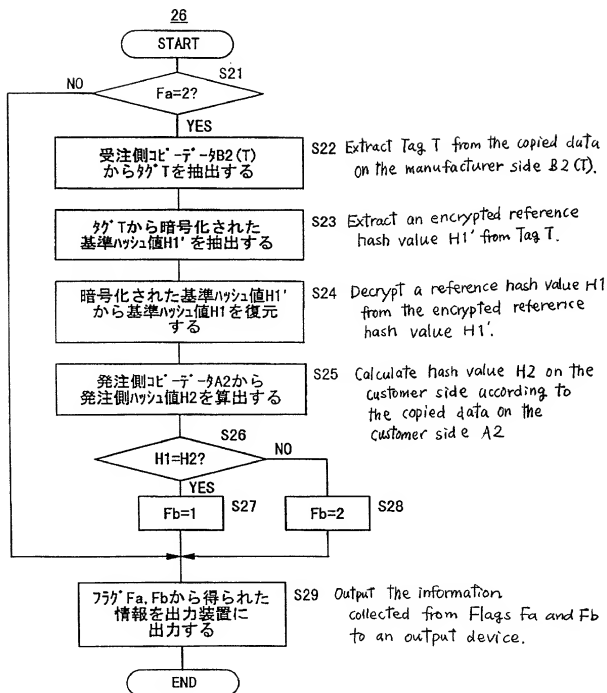 26
START
S21
NO
Fa=2?
YES
受注側ｺﾋﾟｰﾃﾞｰﾀB2(T)
からﾀｸﾞTを抽出する
S22 Extract Tag T from the copied data
on the manufacturer side B2(T).
ﾀｸﾞTから暗号化された
基準ﾊｯｼｭ値H1'を抽出する
S23 Extract an encrypted reference
hash value H1' from Tag T.
暗号化された基準ﾊｯｼｭ値H1'
から基準ﾊｯｼｭ値H1を復元
する
S24 Decrypt a reference hash value H1
from the encrypted reference
hash value H1'.
発注側ｺﾋﾟｰﾃﾞｰﾀA2から
発注側ﾊｯｼｭ値H2を算出する
S25 Calculate hash value H2 on the
customer side according to
the copied data on the
customer side A2
S26
H1=H2?
NO
YES
Fb=1
S27
Fb=2
S28
ﾌﾗｸﾞFa,Fbから得られた
情報を出力装置に
出力する
S29 Output the information
collected from Flags Fa and Fb
to an output device.
END